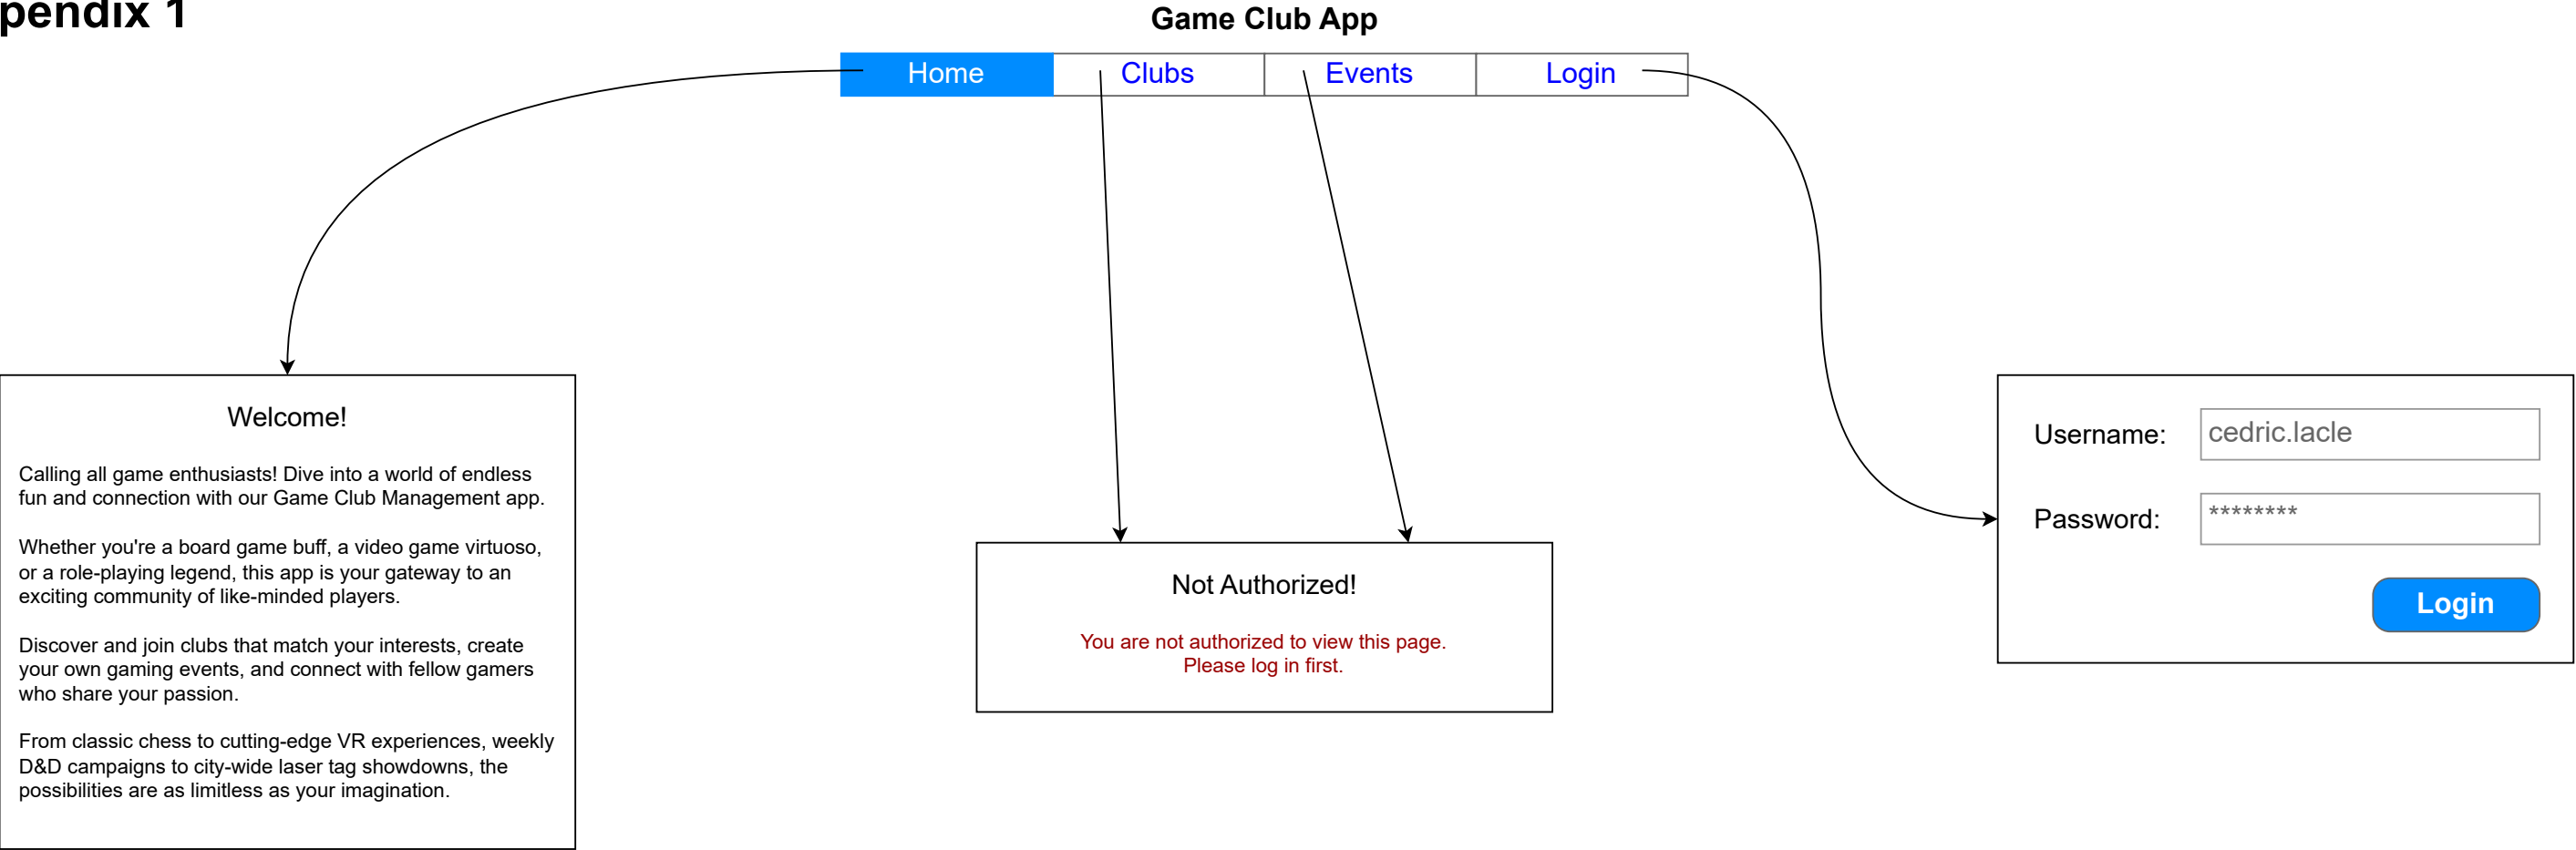 pendix 1
Game Club App
Home
Clubs
Events
Login
Welcome!
Calling all game enthusiasts! Dive into a world of endless
fun and connection with our Game Club Management app.
Whether you're a board game buff, a video game virtuoso,
or a role-playing legend, this app is your gateway to an
exciting community of like-minded players.
Discover and join clubs that match your interests, create
your own gaming events, and connect with fellow gamers
who share your passion.
From classic chess to cutting-edge VR experiences, weekly
D&D campaigns to city-wide laser tag showdowns, the
possibilities are as limitless as your imagination.
Not Authorized!
You are not authorized to view this page.
Please log in first.
Username:
cedric.lacle
Password:
********
Login